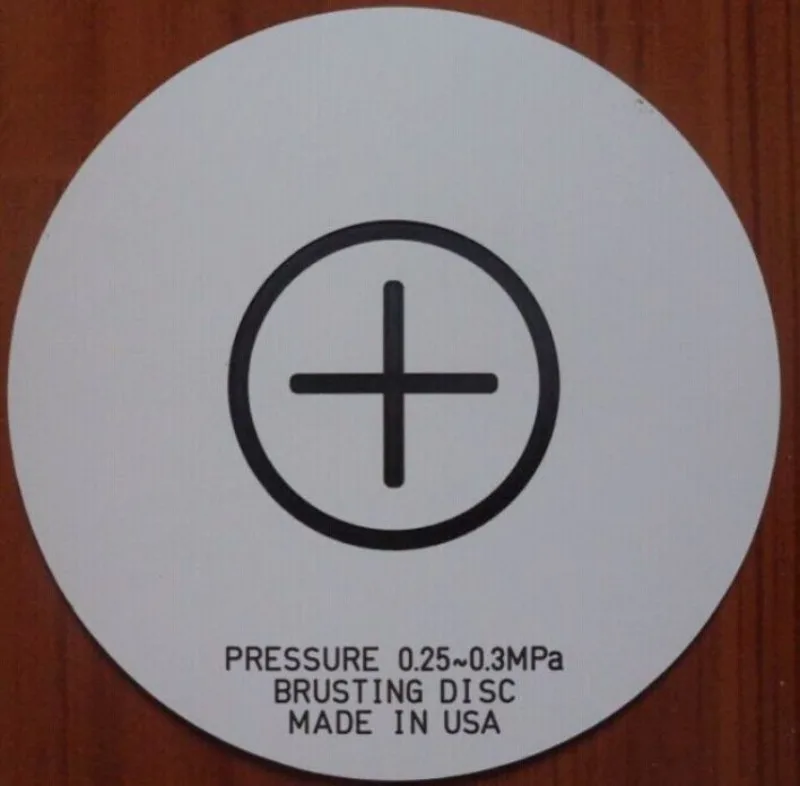 PRESSURE 0.25~0.3MPa
BRUSTING DISC
MADE IN USA